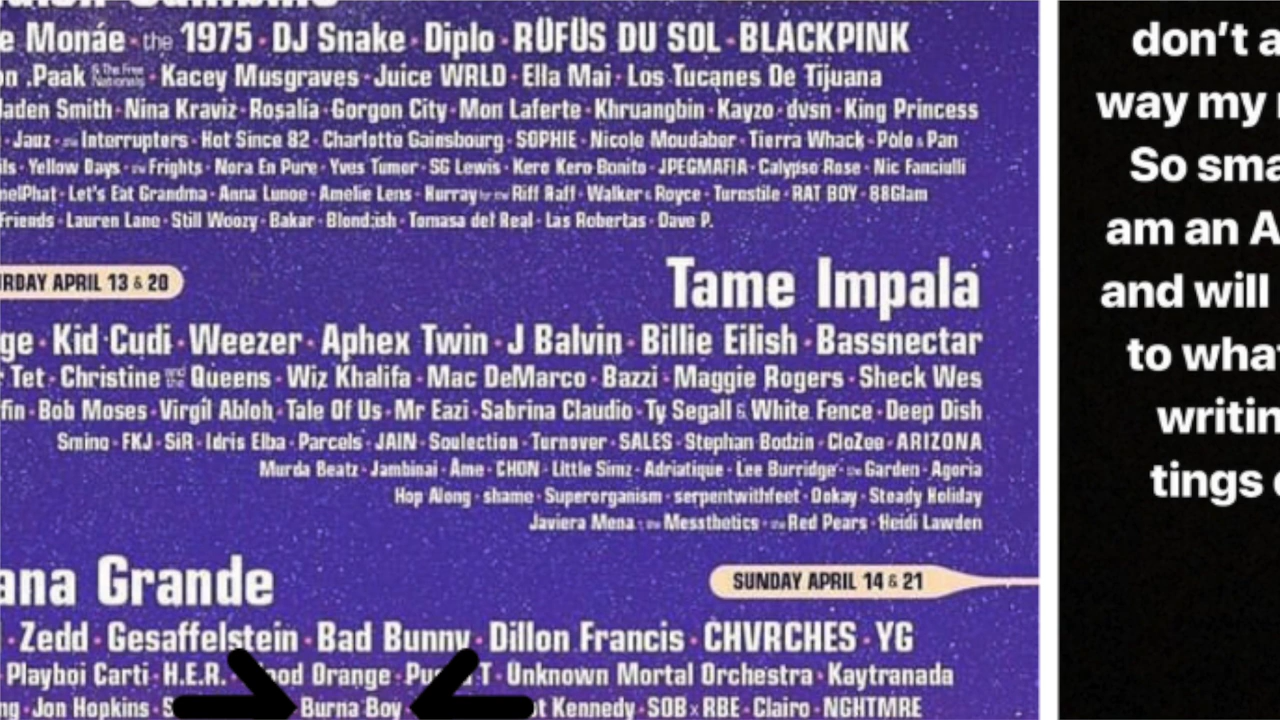 e Monáe · the 1975 · DJ Snake · Diplo · RÜFÜS DU SOL · BLACKPINK
on .Paak & The Free Nationals · Kacey Musgraves · Juice WRLD · Ella Mai · Los Tucanes De Tijuana
Jaden Smith · Nina Kraviz · Rosalía · Gorgon City · Mon Laferte · Khruangbin · Kayzo · dvsn · King Princess
· Jauz · the Interrupters · Hot Since 82 · Charlotte Gainsbourg · SOPHIE · Nicole Moudaber · Tierra Whack · Polo & Pan
ils · Yellow Days · the Frights · Nora En Pure · Yves Tumor · SG Lewis · Kero Kero Bonito · JPEGMAFIA · Calypso Rose · Nic Fanciulli
melPhat · Let's Eat Grandma · Anna Lunoe · Amelie Lens · Hurray for the Riff Raff · Walker & Royce · Turnstile · RAT BOY · 88Glam
Friends · Lauren Lane · Still Woozy · Bakar · Blond:ish · Tomasa del Real · Las Robertas · Dave P.
URDAY APRIL 13 & 20
Tame Impala
ge · Kid Cudi · Weezer · Aphex Twin · J Balvin · Billie Eilish · Bassnectar
r Tet · Christine and the Queens · Wiz Khalifa · Mac DeMarco · Bazzi · Maggie Rogers · Sheck Wes
fin · Bob Moses · Virgil Abloh · Tale Of Us · Mr Eazi · Sabrina Claudio · Ty Segall & White Fence · Deep Dish
Smino · FKJ · SiR · Idris Elba · Parcels · JAIN · Soulection · Turnover · SALES · Stephan Bodzin · CloZee · ARIZONA
Murda Beatz · Jambinai · Âme · CHON · Little Simz · Adriatique · Lee Burridge · the Garden · Agoria
Hop Along · shame · Superorganism · serpentwithfeet · Ookay · Steady Holiday
Javiera Mena · the Messthetics · the Red Pears · Heidi Lawden
ana Grande
SUNDAY APRIL 14 & 21
· Zedd · Gesaffelstein · Bad Bunny · Dillon Francis · CHVRCHES · YG
· Playboi Carti · H.E.R. · ood Orange · Pu T · Unknown Mortal Orchestra · Kaytranada
ng · Jon Hopkins · S Burna Boy t Kennedy · SOB x RBE · Clairo · NGHTMRE
don't a
way my
So sma
am an A
and will
to what
writin
tings